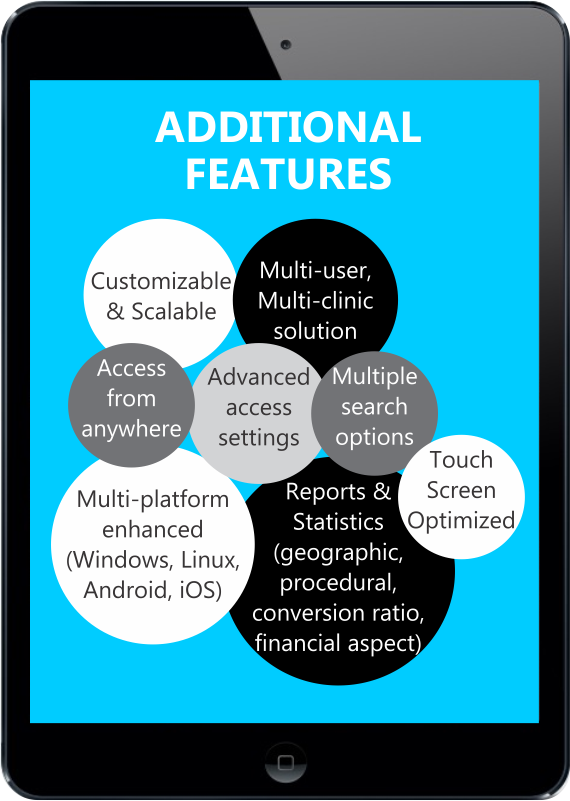 ADDITIONAL
FEATURES
Customizable
& Scalable
Multi-user,
Multi-clinic
solution
Access
from
anywhere
Advanced
access
settings
Multiple
search
options
Touch
Screen
Optimized
Multi-platform
enhanced
(Windows, Linux,
Android, iOS)
Reports &
Statistics
(geographic,
procedural,
conversion ratio,
financial aspect)